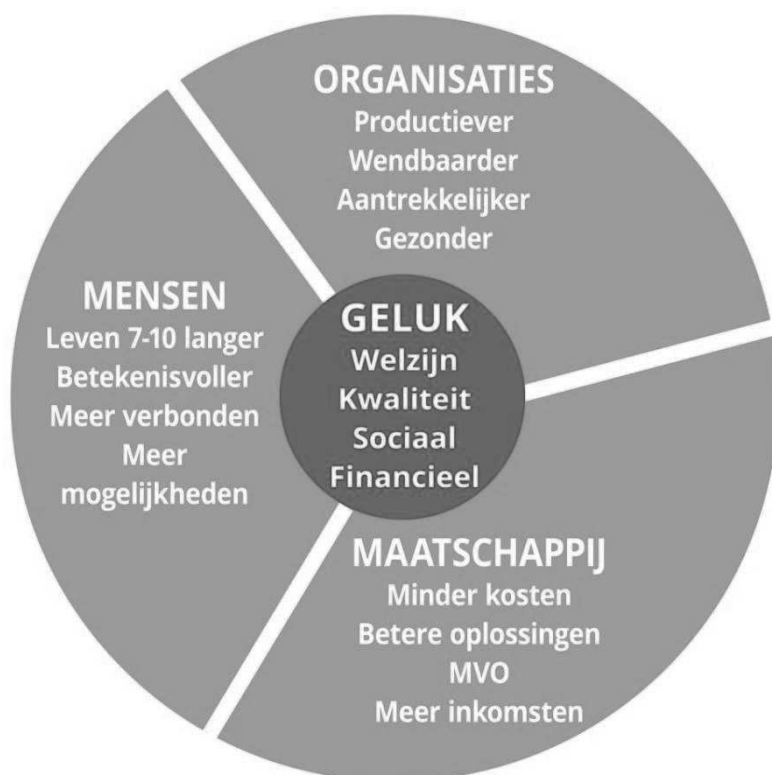 ORGANISATIES
Productiever
Wendbaarder
Aantrekkelijker
Gezonder
MENSEN
Leven 7-10 langer
Betekenisvoller
Meer verbonden
Meer
mogelijkheden
GELUK
Welzijn
Kwaliteit
Sociaal
Financieel
MAATSCHAPPIJ
Minder kosten
Betere oplossingen
MVO
Meer inkomsten